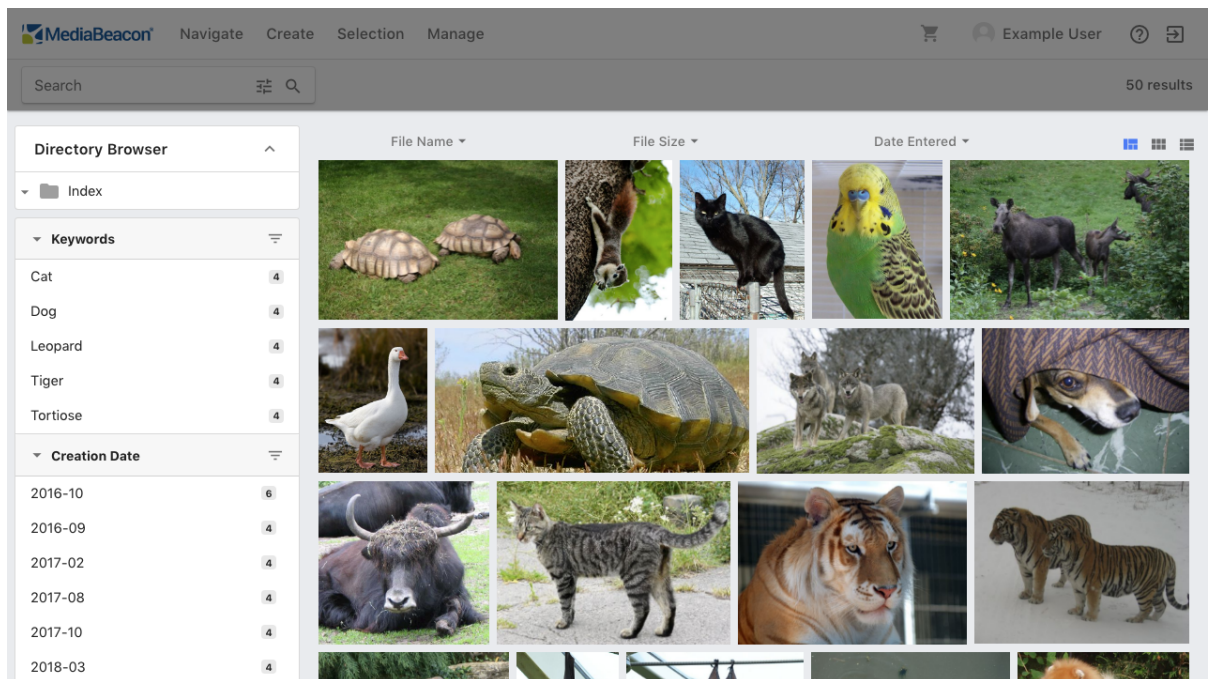 MediaBeacon® Navigate Create Selection Manage Example User
Search 50 results
Directory Browser
Index
Keywords
Cat 4
Dog 4
Leopard 4
Tiger 4
Tortiose 4
Creation Date
2016-10 6
2016-09 4
2017-02 4
2017-08 4
2017-10 4
2018-03 4
File Name File Size Date Entered